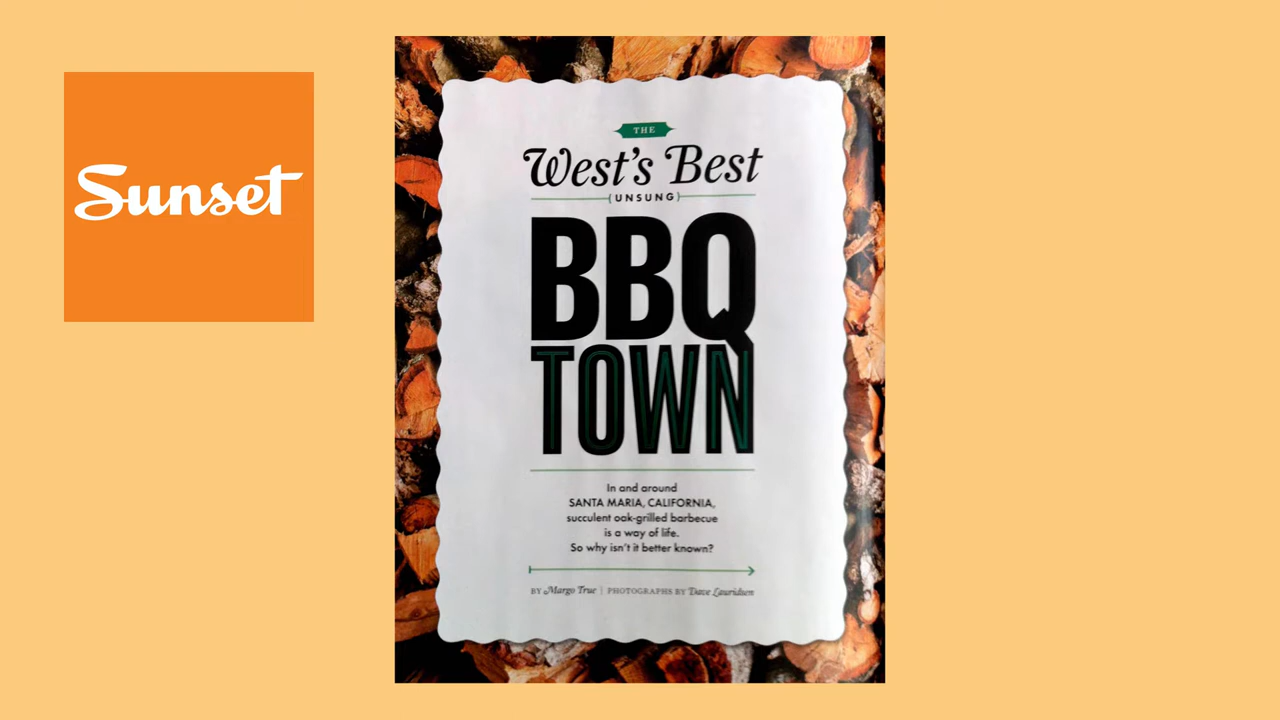 Sunset
THE
West's Best
{UNSUNG}
BBQ
TOWN
In and around
SANTA MARIA, CALIFORNIA,
succulent oak-grilled barbecue
is a way of life.
So why isn't it better known?
BY Margo True | PHOTOGRAPHS BY Dave Lauridsen